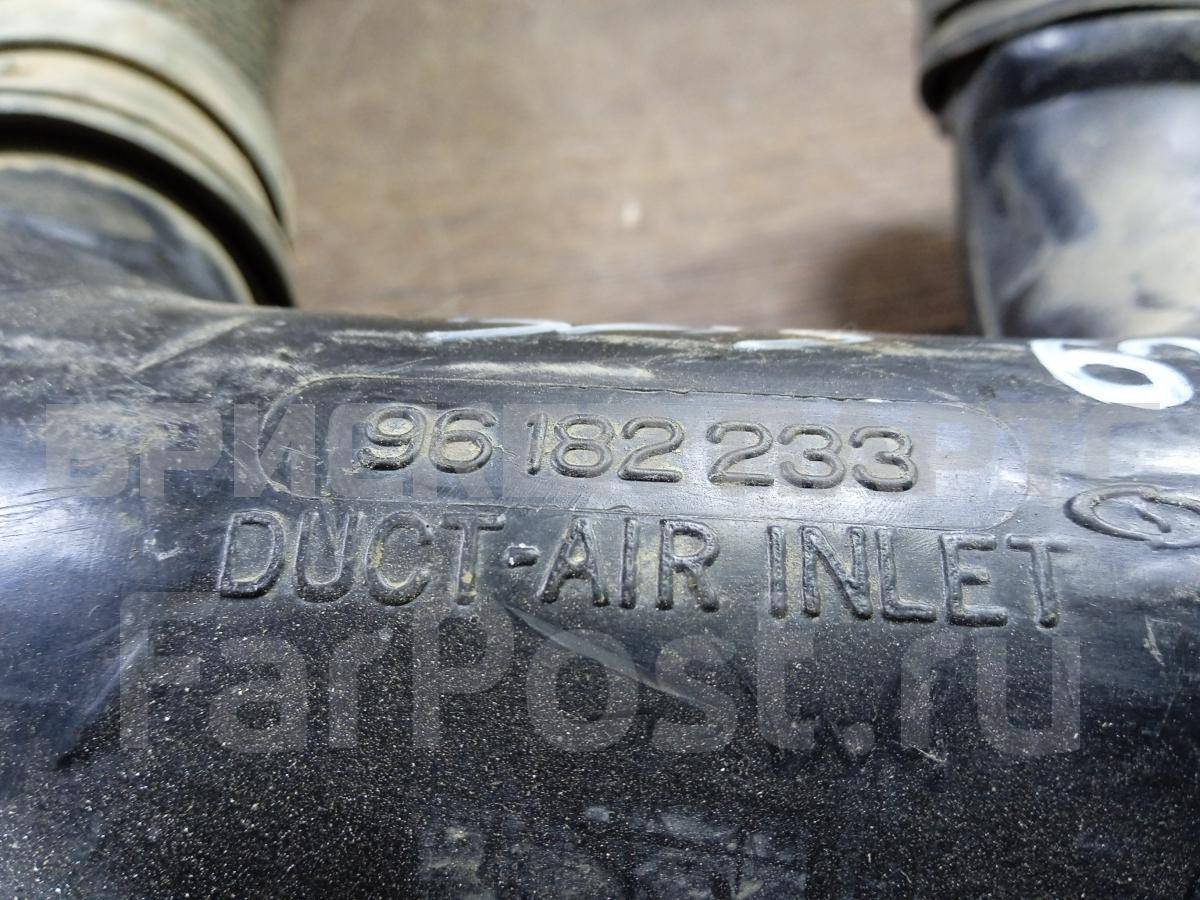 96 182 233
DUCT-AIR INLET
FarPost.ru